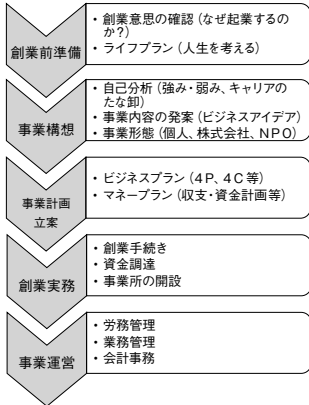 創業前準備
・創業意思の確認（なぜ起業するの
か？）
・ライフプラン（人生を考える）
事業構想
・自己分析（強み・弱み、キャリアの
たな卸）
・事業内容の発案（ビジネスアイデア）
・事業形態（個人、株式会社、NPO）
事業計画
立案
・ビジネスプラン（4P、4C等）
・マネープラン（収支・資金計画等）
創業実務
・創業手続き
・資金調達
・事業所の開設
事業運営
・労務管理
・業務管理
・会計事務